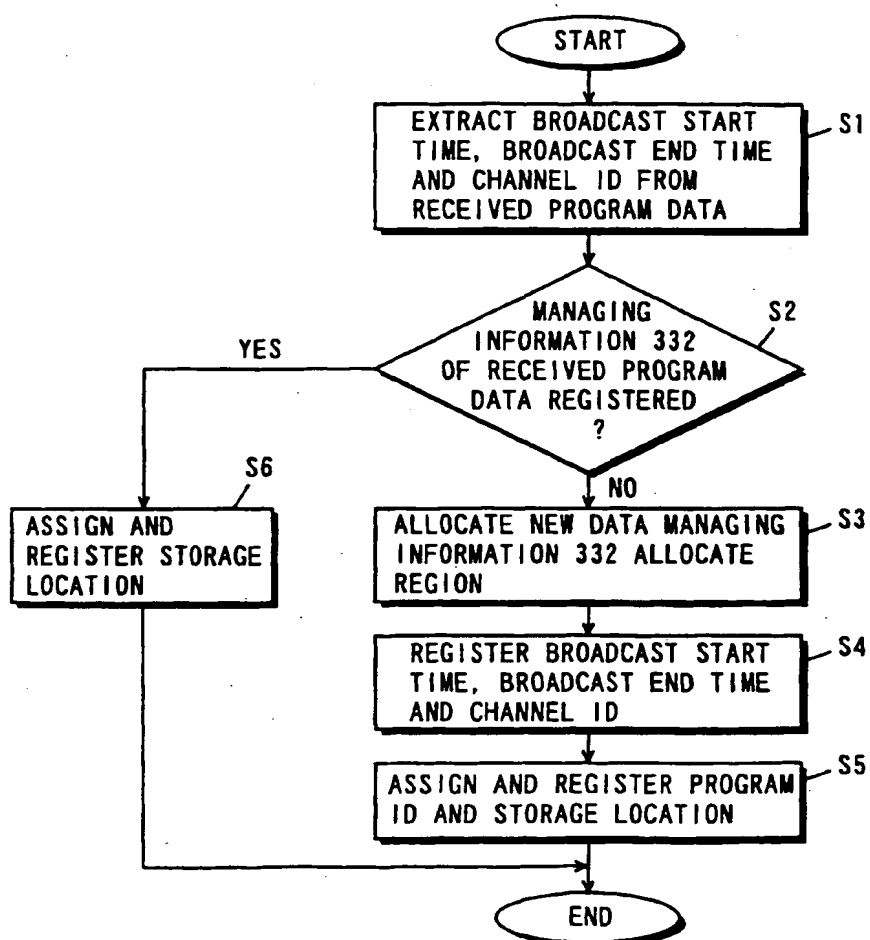 START
EXTRACT BROADCAST START
TIME, BROADCAST END TIME
AND CHANNEL ID FROM
RECEIVED PROGRAM DATA
S1
MANAGING
INFORMATION 332
OF RECEIVED PROGRAM
DATA REGISTERED
?
S2
YES
NO
S6
ASSIGN AND
REGISTER STORAGE
LOCATION
ALLOCATE NEW DATA MANAGING
INFORMATION 332 ALLOCATE
REGION
S3
REGISTER BROADCAST START
TIME, BROADCAST END TIME
AND CHANNEL ID
S4
ASSIGN AND REGISTER PROGRAM
ID AND STORAGE LOCATION
S5
END